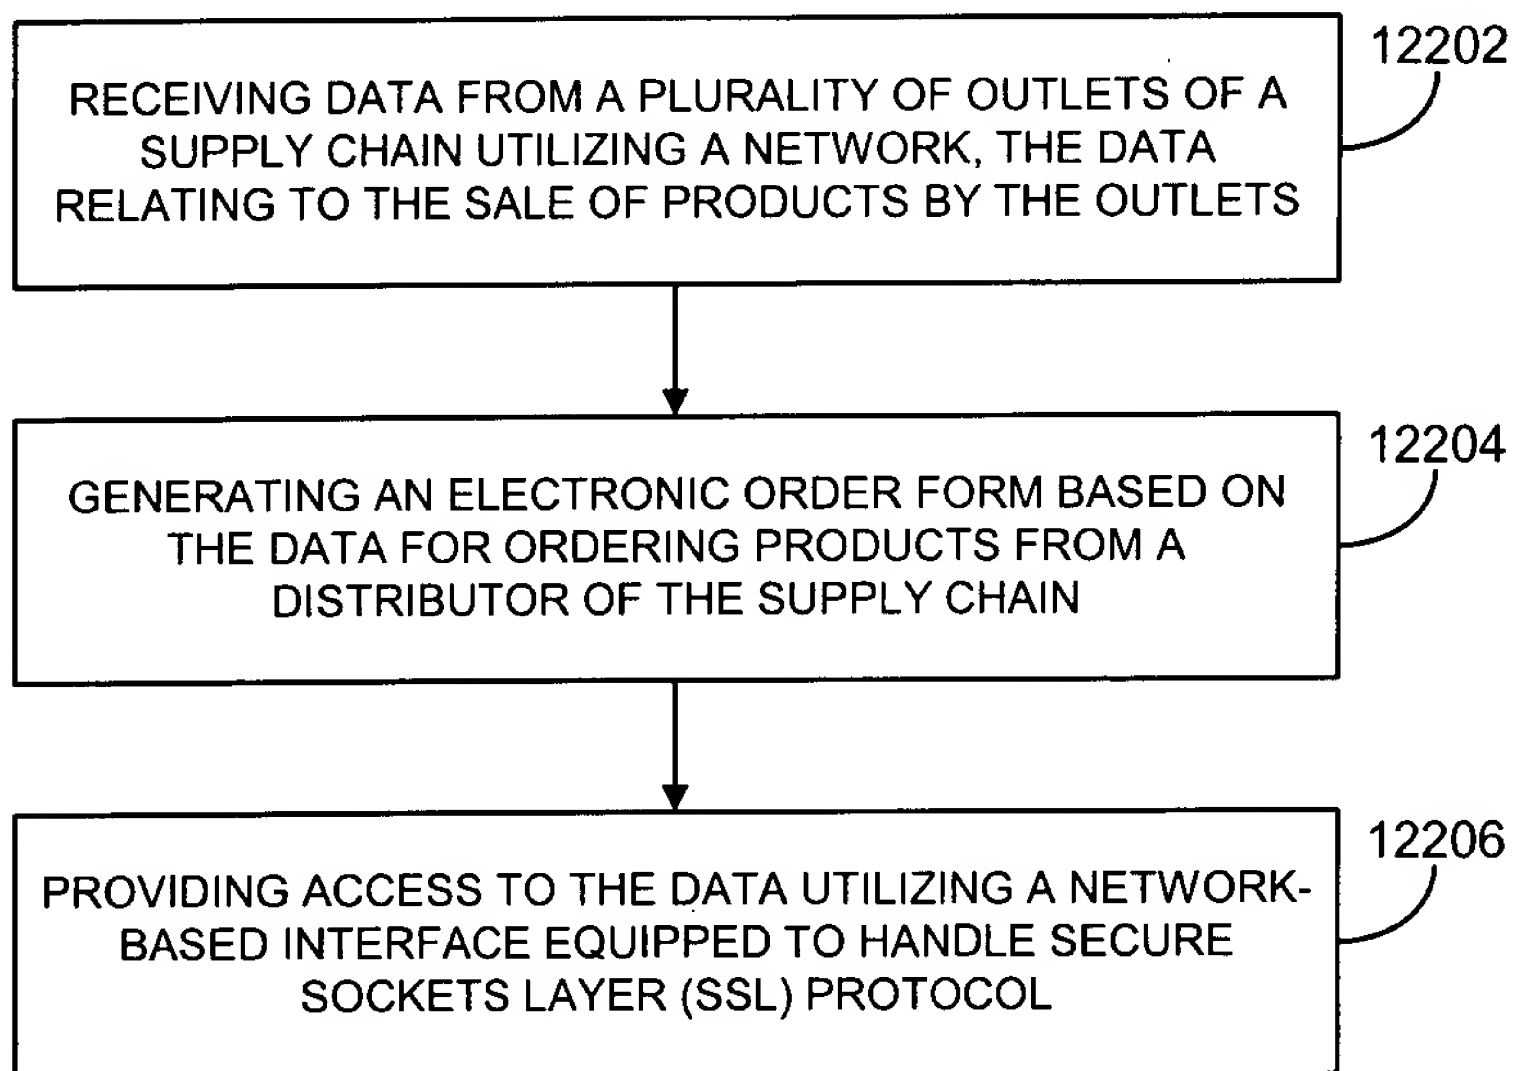 12202
RECEIVING DATA FROM A PLURALITY OF OUTLETS OF A
SUPPLY CHAIN UTILIZING A NETWORK, THE DATA
RELATING TO THE SALE OF PRODUCTS BY THE OUTLETS
12204
GENERATING AN ELECTRONIC ORDER FORM BASED ON
THE DATA FOR ORDERING PRODUCTS FROM A
DISTRIBUTOR OF THE SUPPLY CHAIN
12206
PROVIDING ACCESS TO THE DATA UTILIZING A NETWORK-
BASED INTERFACE EQUIPPED TO HANDLE SECURE
SOCKETS LAYER (SSL) PROTOCOL